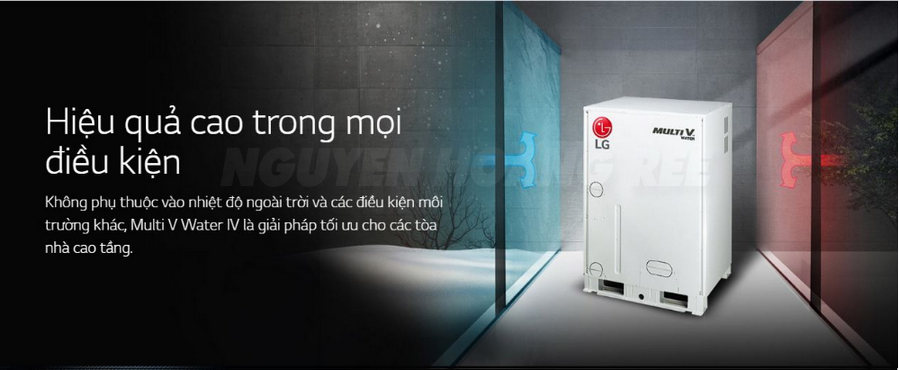 Hiệu quả cao trong mọi
điều kiện
NGUYEN HOANG REE
Không phụ thuộc vào nhiệt độ ngoài trời và các điều kiện môi
trường khác, Multi V Water IV là giải pháp tối ưu cho các tòa
nhà cao tầng.
LG
MULTI V
WATER